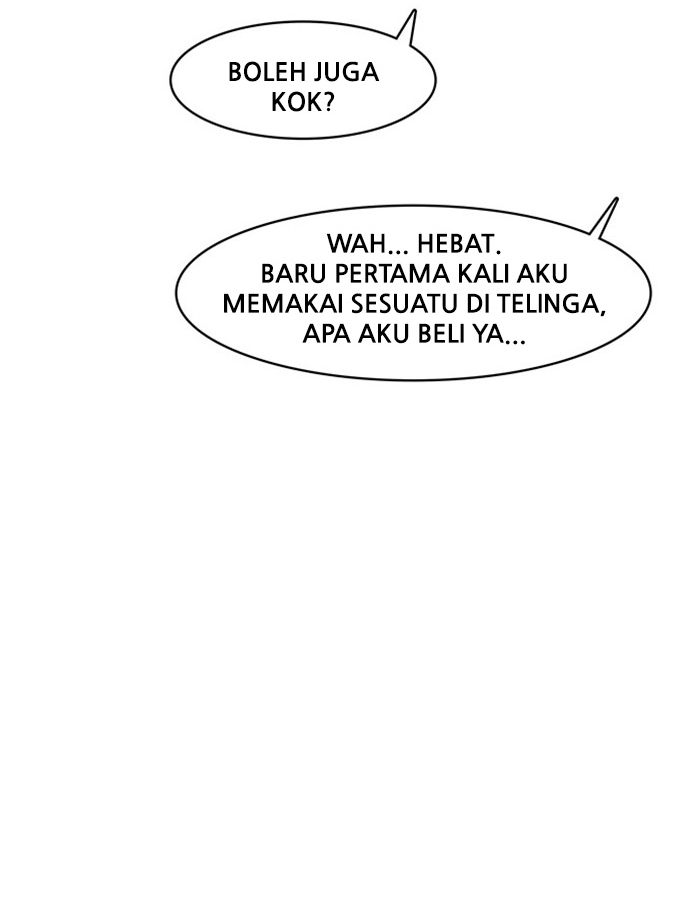 BOLEH JUGA
KOK?
WAH... HEBAT.
BARU PERTAMA KALI AKU
MEMAKAI SESUATU DI TELINGA,
APA AKU BELI YA...